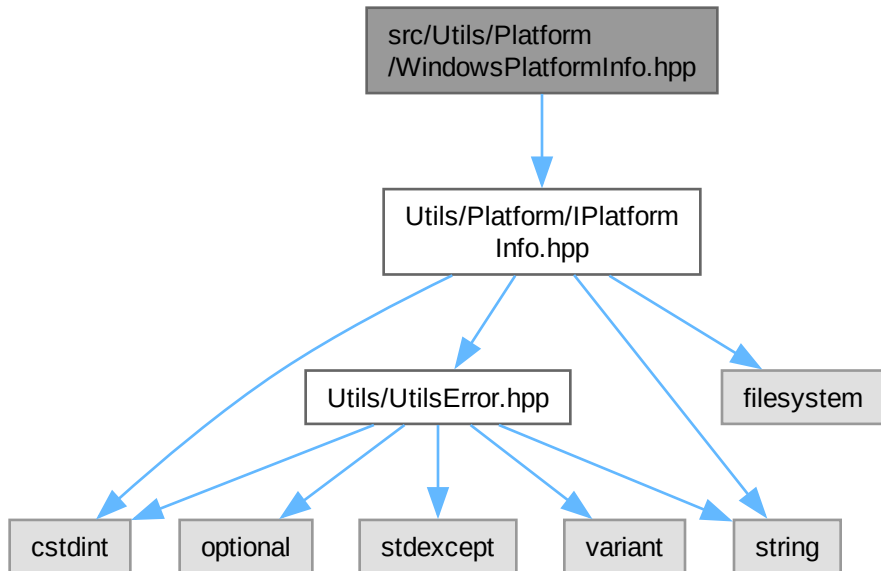 src/Utils/Platform
/WindowsPlatformInfo.hpp
Utils/Platform/IPlatform
Info.hpp
Utils/UtilsError.hpp
filesystem
cstdint
optional
stdexcept
variant
string